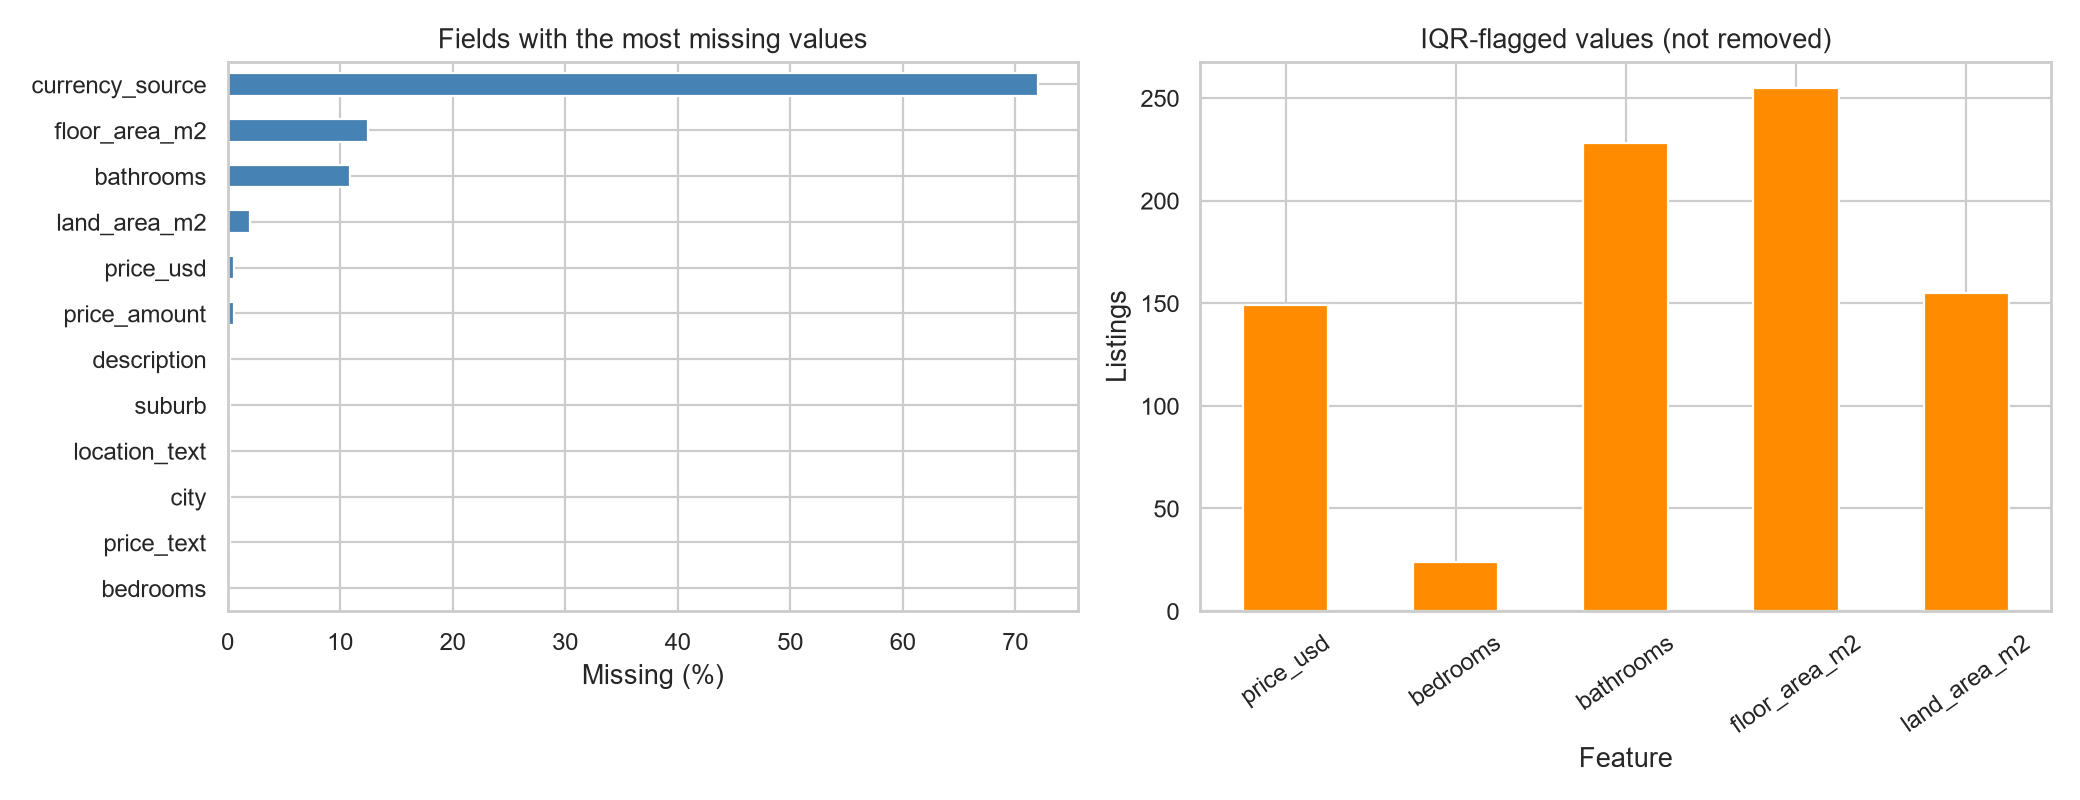 Fields with the most missing values
currency_source
floor_area_m2
bathrooms
land_area_m2
price_usd
price_amount
description
suburb
location_text
city
price_text
bedrooms
0 10 20 30 40 50 60 70
Missing (%)
IQR-flagged values (not removed)
250
200
150
100
50
0
Listings
price_usd bedrooms bathrooms floor_area_m2 land_area_m2
Feature